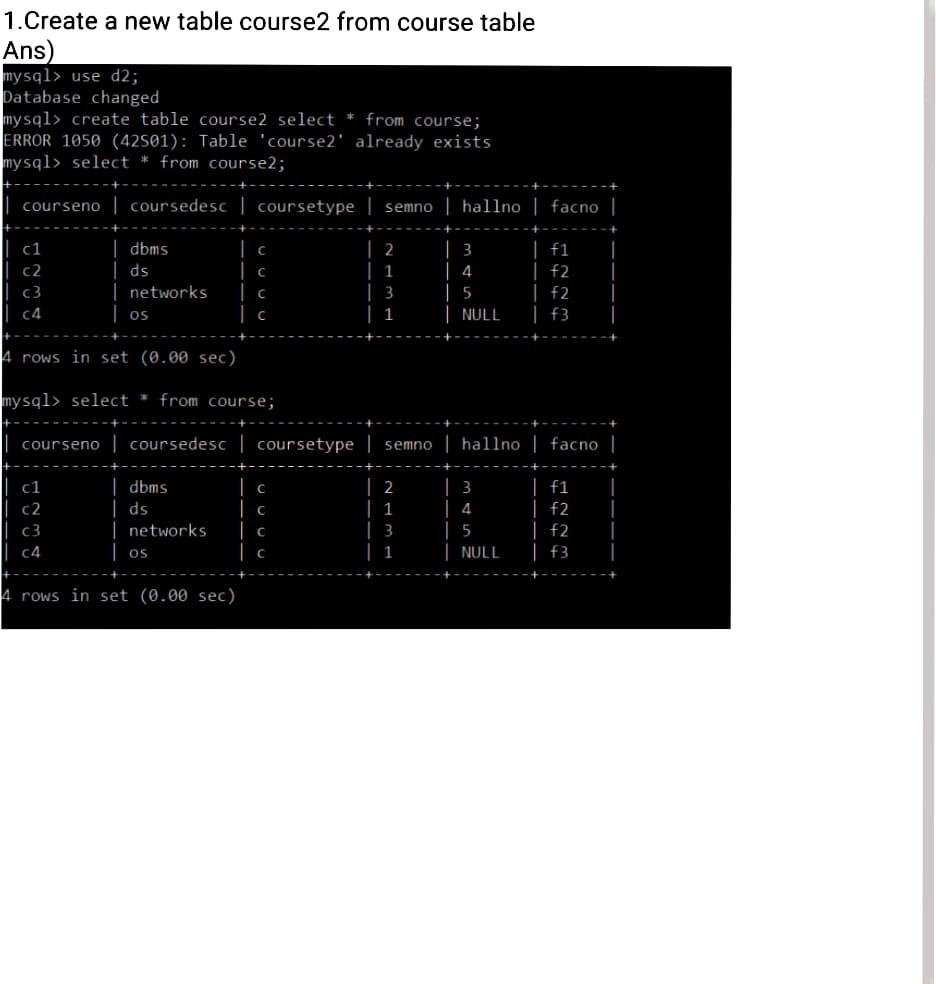 1.Create a new table course2 from course table
Ans)
mysql> use d2;
Database changed
mysql> create table course2 select * from course;
ERROR 1050 (42S01): Table 'course2' already exists
mysql> select * from course2;
+----------+------------+------------+-------+--------+-------+
| courseno | coursedesc | coursetype | semno | hallno | facno |
+----------+------------+------------+-------+--------+-------+
| c1 | dbms | c | 2 | 3 | f1 |
| c2 | ds | c | 1 | 4 | f2 |
| c3 | networks | c | 3 | 5 | f2 |
| c4 | os | c | 1 | NULL | f3 |
+----------+------------+------------+-------+--------+-------+
4 rows in set (0.00 sec)
mysql> select * from course;
+----------+------------+------------+-------+--------+-------+
| courseno | coursedesc | coursetype | semno | hallno | facno |
+----------+------------+------------+-------+--------+-------+
| c1 | dbms | c | 2 | 3 | f1 |
| c2 | ds | c | 1 | 4 | f2 |
| c3 | networks | c | 3 | 5 | f2 |
| c4 | os | c | 1 | NULL | f3 |
+----------+------------+------------+-------+--------+-------+
4 rows in set (0.00 sec)